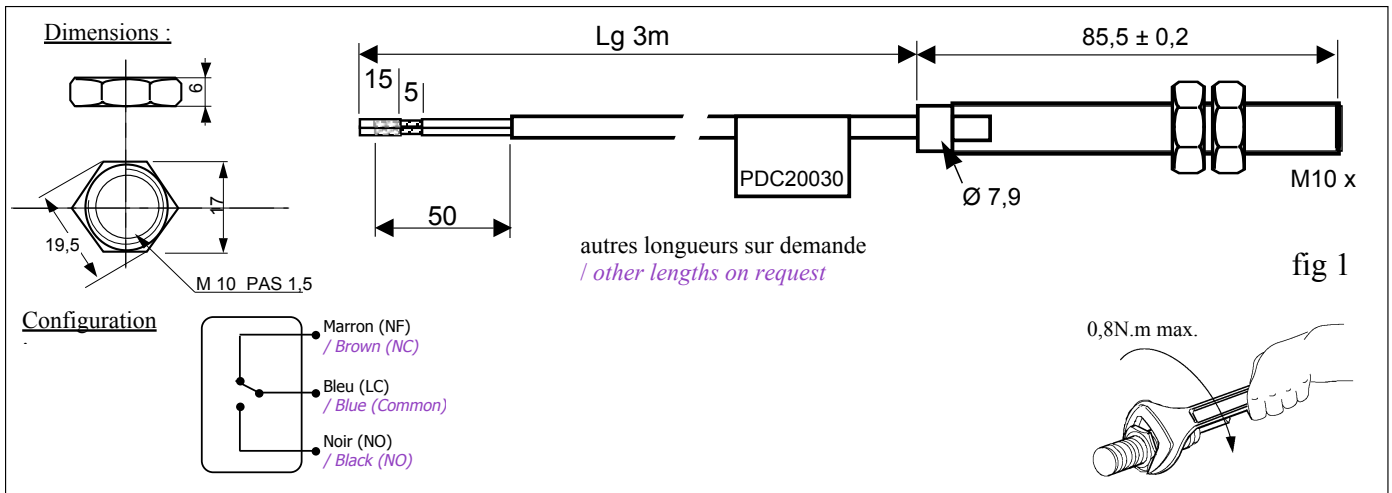 Dimensions :
Lg 3m
85,5 ± 0,2
15
5
6
PDC20030
Ø 7,9
M10 x
17
19,5
50
M 10 PAS 1,5
autres longueurs sur demande
/ other lengths on request
fig 1
Configuration
:
Marron (NF)
/ Brown (NC)
Bleu (LC)
/ Blue (Common)
Noir (NO)
/ Black (NO)
0,8N.m max.